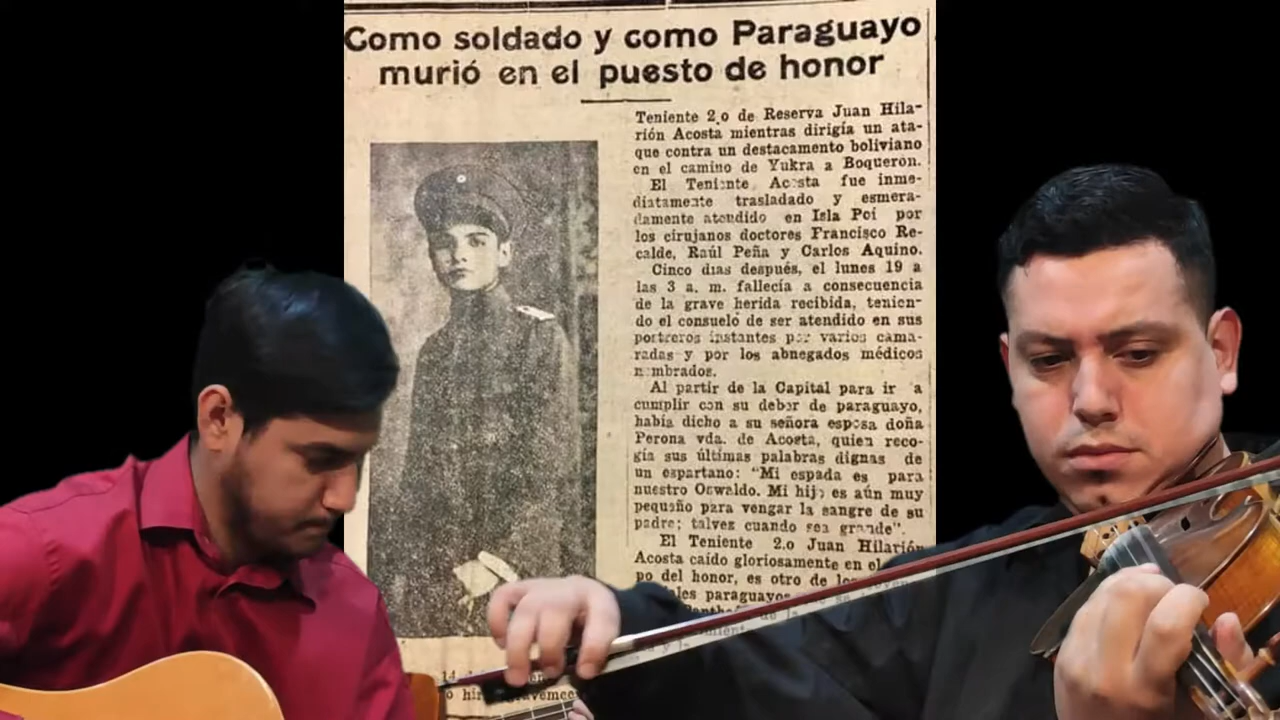 Como soldado y como Paraguayo
murió en el puesto de honor
Teniente 2.o de Reserva Juan Hila-
rión Acosta mientras dirigía un ata-
que contra un destacamento boliviano
en el camino de Yukra a Boquerón.
El Teniente Acosta fue inme-
diatamente trasladado y esmera-
damente atendido en Isla Poí por
los cirujanos doctores Francisco Re-
calde, Raúl Peña y Carlos Aquino.
Cinco días después, el lunes 19 a
las 3 a. m. fallecía a consecuencia
de la grave herida recibida, tenien-
do el consuelo de ser atendido en sus
postreros instantes por varios cama-
radas y por los abnegados médicos
nombrados.
Al partir de la Capital para ir a
cumplir con su deber de paraguayo,
había dicho a su señora esposa doña
Perona vda. de Acosta, quien reco-
gía sus últimas palabras dignas de
un espartano: "Mi espada es para
nuestro Oswaldo. Mi hijo es aún muy
pequeño para vengar la sangre de su
padre; talvez cuando sea grande".
El Teniente 2.o Juan Hilarión
Acosta caído gloriosamente en el
po del honor, es otro de los
les paraguayos